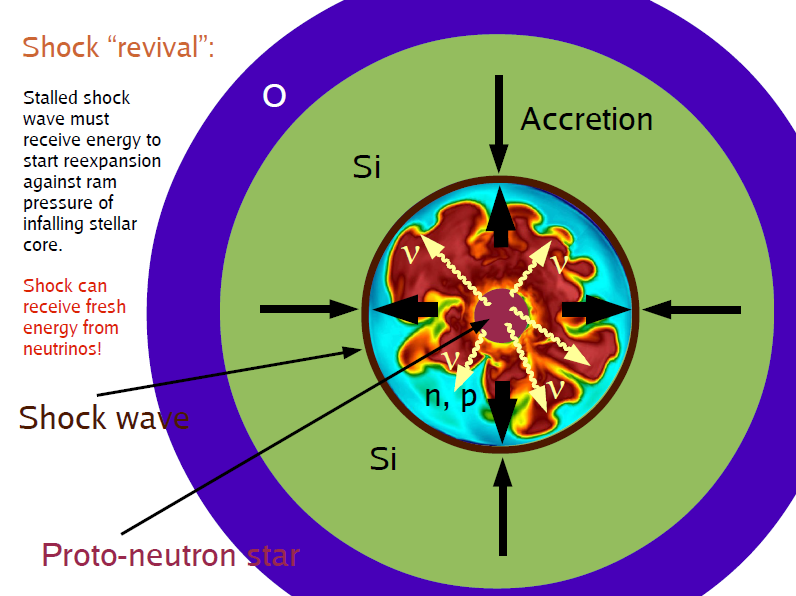 Shock “revival”:
O
Stalled shock
wave must
receive energy to
start reexpansion
against ram
pressure of
infalling stellar
core.
Accretion
Si
Shock can
receive fresh
energy from
neutrinos!
ν
ν
ν
ν
n, p
Shock wave
Si
Proto-neutron star